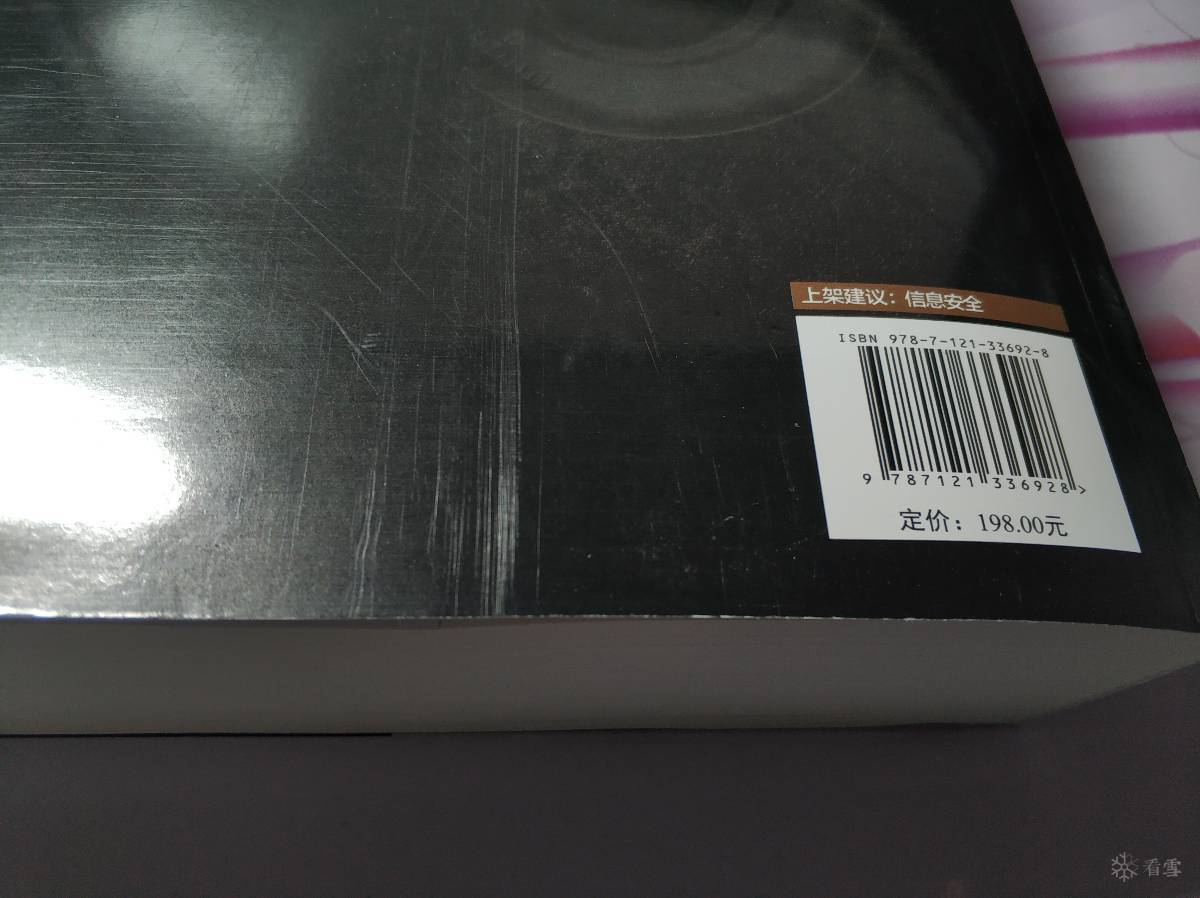 上架建议：信息安全
ISBN 978-7-121-33692-8
9 787121 336928 >
定价：198.00元
看雪